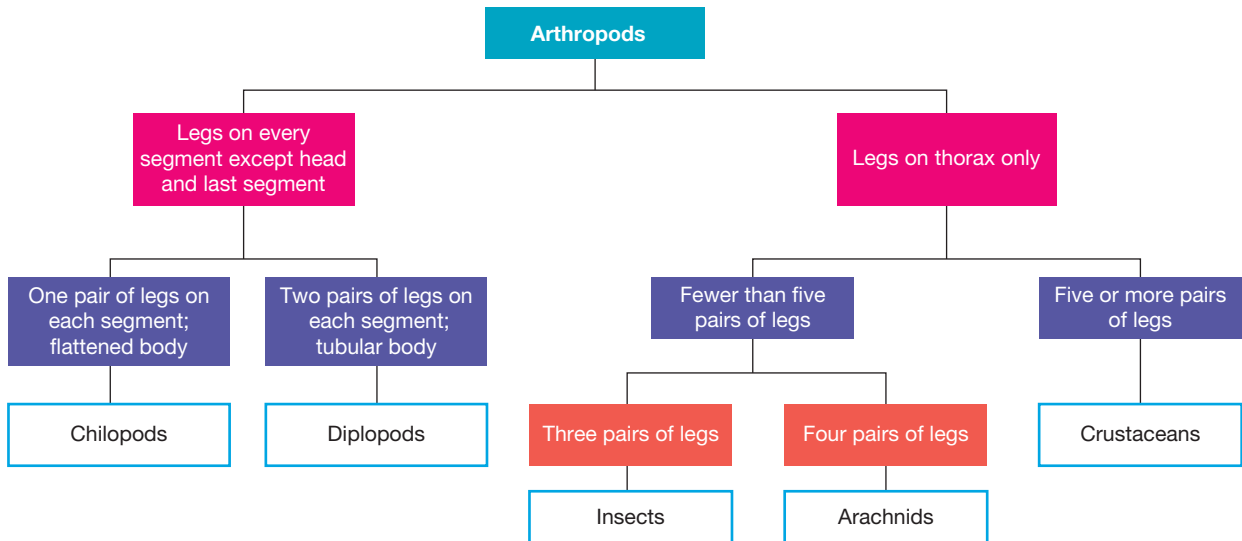 Arthropods
Legs on every
segment except head
and last segment
Legs on thorax only
One pair of legs on
each segment;
flattened body
Two pairs of legs on
each segment;
tubular body
Fewer than five
pairs of legs
Five or more pairs
of legs
Chilopods
Diplopods
Three pairs of legs
Four pairs of legs
Crustaceans
Insects
Arachnids